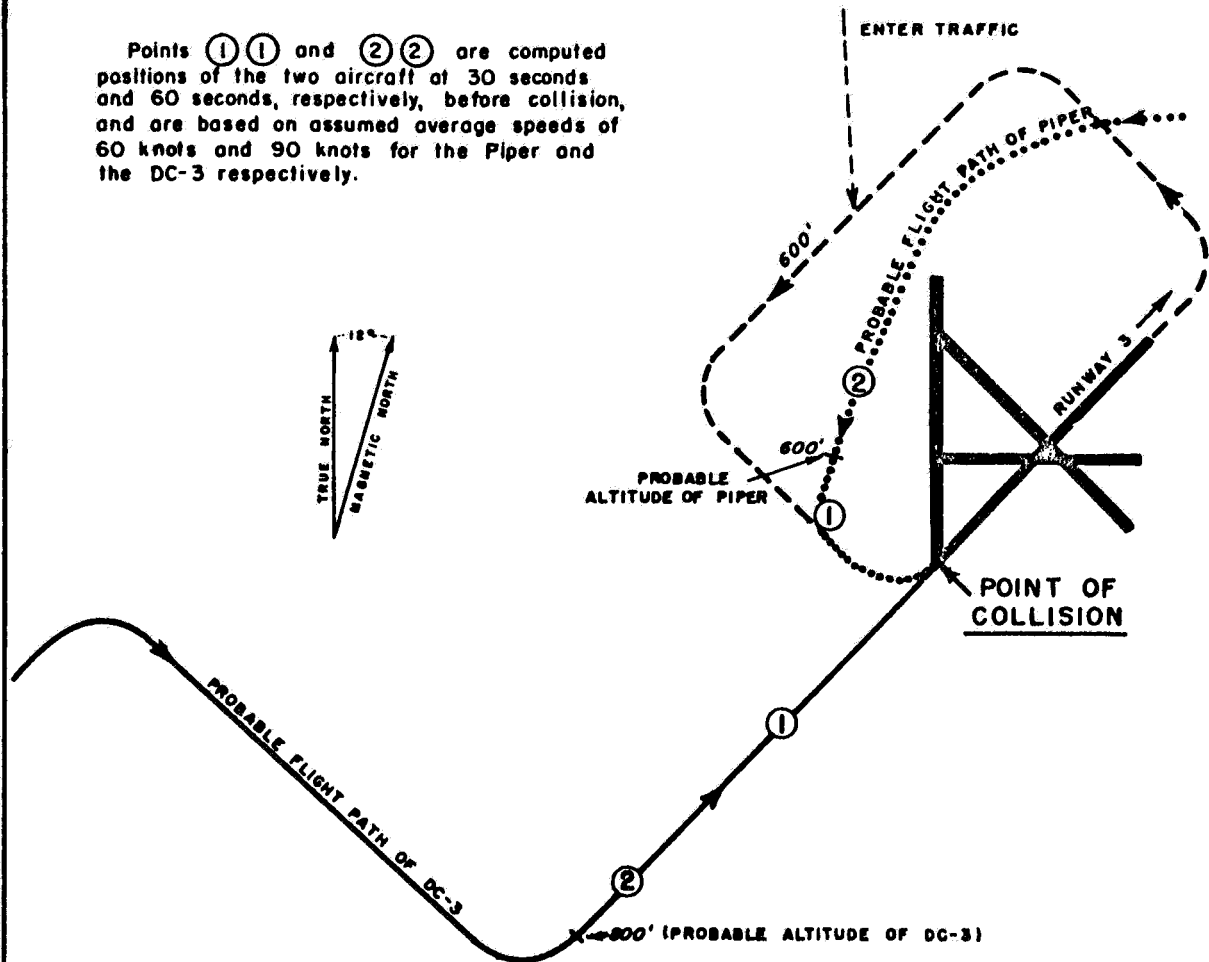 Points ① ① and ② ② are computed
positions of the two aircraft at 30 seconds
and 60 seconds, respectively, before collision,
and are based on assumed average speeds of
60 knots and 90 knots for the Piper and
the DC-3 respectively.
ENTER TRAFFIC
600'
PROBABLE FLIGHT PATH OF PIPER
12°
TRUE NORTH
MAGNETIC NORTH
②
RUNWAY 3
600'
PROBABLE
ALTITUDE OF PIPER
①
POINT OF
COLLISION
PROBABLE FLIGHT PATH OF DC-3
①
②
800' (PROBABLE ALTITUDE OF DC-3)